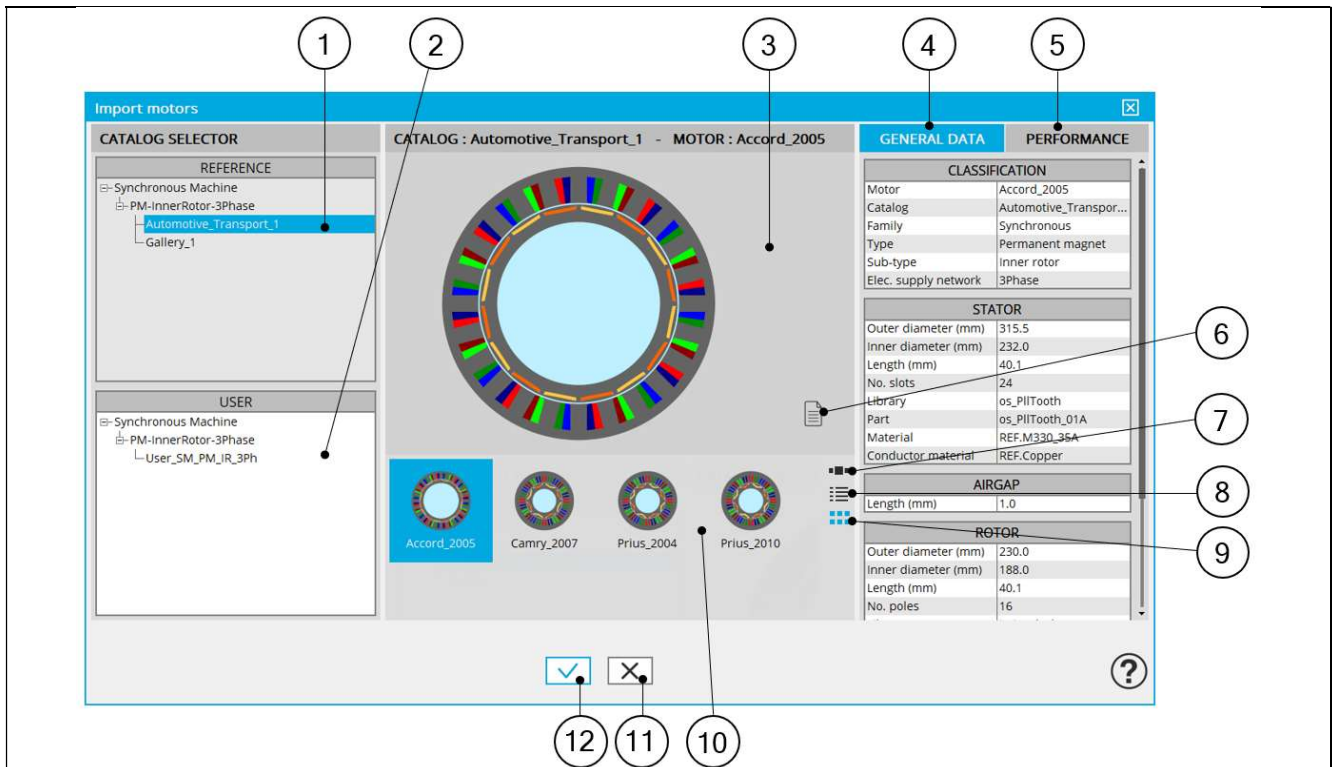 1
2
3
4
5
Import motors
CATALOG SELECTOR
CATALOG : Automotive_Transport_1 - MOTOR : Accord_2005
GENERAL DATA
PERFORMANCE
REFERENCE
Synchronous Machine
PM-InnerRotor-3Phase
Automotive_Transport_1
Gallery_1
USER
Synchronous Machine
PM-InnerRotor-3Phase
User_SM_PM_IR_3Ph
Accord_2005
Camry_2007
Prius_2004
Prius_2010
CLASSIFICATION
Motor Accord_2005
Catalog Automotive_Transpor...
Family Synchronous
Type Permanent magnet
Sub-type Inner rotor
Elec. supply network 3Phase
STATOR
Outer diameter (mm) 315.5
Inner diameter (mm) 232.0
Length (mm) 40.1
No. slots 24
Library os_PllTooth
Part os_PllTooth_01A
Material REF.M330_35A
Conductor material REF.Copper
AIRGAP
Length (mm) 1.0
ROTOR
Outer diameter (mm) 230.0
Inner diameter (mm) 188.0
Length (mm) 40.1
No. poles 16
6
7
8
9
?
12
11
10